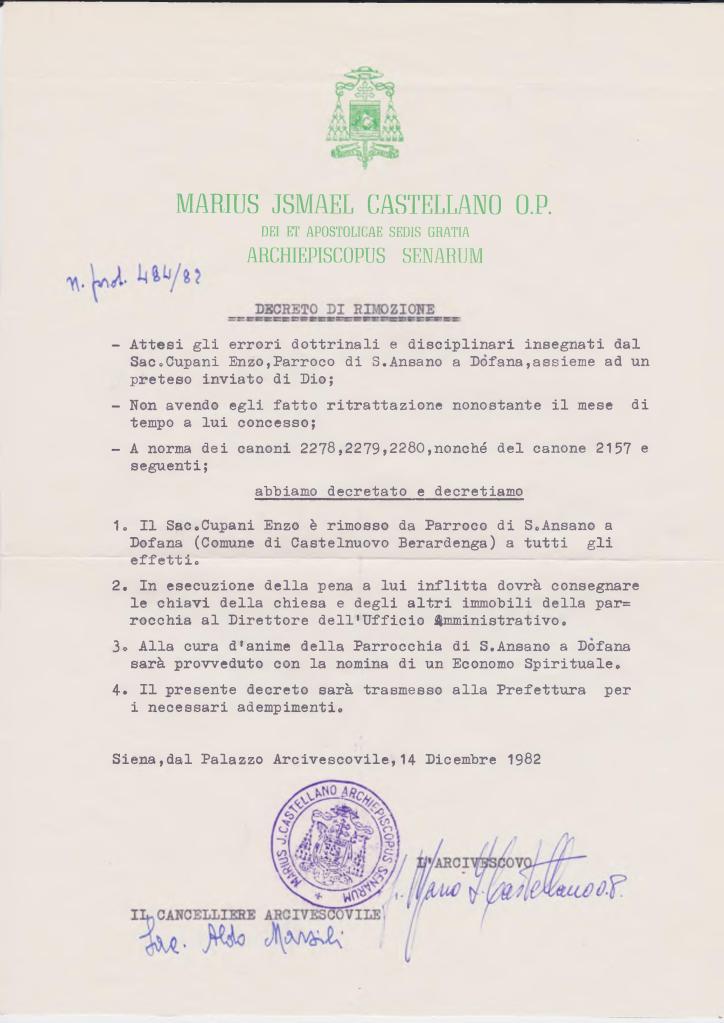 MARIUS JSMAEL CASTELLANO O.P.
DEI ET APOSTOLICAE SEDIS GRATIA
ARCHIEPISCOPUS SENARUM
n. prot. 484/82
DECRETO DI RIMOZIONE
- Attesi gli errori dottrinali e disciplinari insegnati dal
Sac.Cupani Enzo,Parroco di S.Ansano a Dòfana,assieme ad un
preteso inviato di Dio;
- Non avendo egli fatto ritrattazione nonostante il mese di
tempo a lui concesso;
- A norma dei canoni 2278,2279,2280,nonché del canone 2157 e
seguenti;
abbiamo decretato e decretiamo
1. Il Sac.Cupani Enzo è rimosso da Parroco di S.Ansano a
Dofana (Comune di Castelnuovo Berardenga) a tutti gli
effetti.
2. In esecuzione della pena a lui inflitta dovrà consegnare
le chiavi della chiesa e degli altri immobili della par=
rocchia al Direttore dell'Ufficio Amministrativo.
3. Alla cura d'anime della Parrocchia di S.Ansano a Dòfana
sarà provveduto con la nomina di un Economo Spirituale.
4. Il presente decreto sarà trasmesso alla Prefettura per
i necessari adempimenti.
Siena,dal Palazzo Arcivescovile,14 Dicembre 1982
MARIUS J.CASTELLANO ARCHIEPISCOPUS SENARUM
L'ARCIVESCOVO
Mario J. Castellano O.P.
IL CANCELLIERE ARCIVESCOVILE
Sac. Aldo Marsili